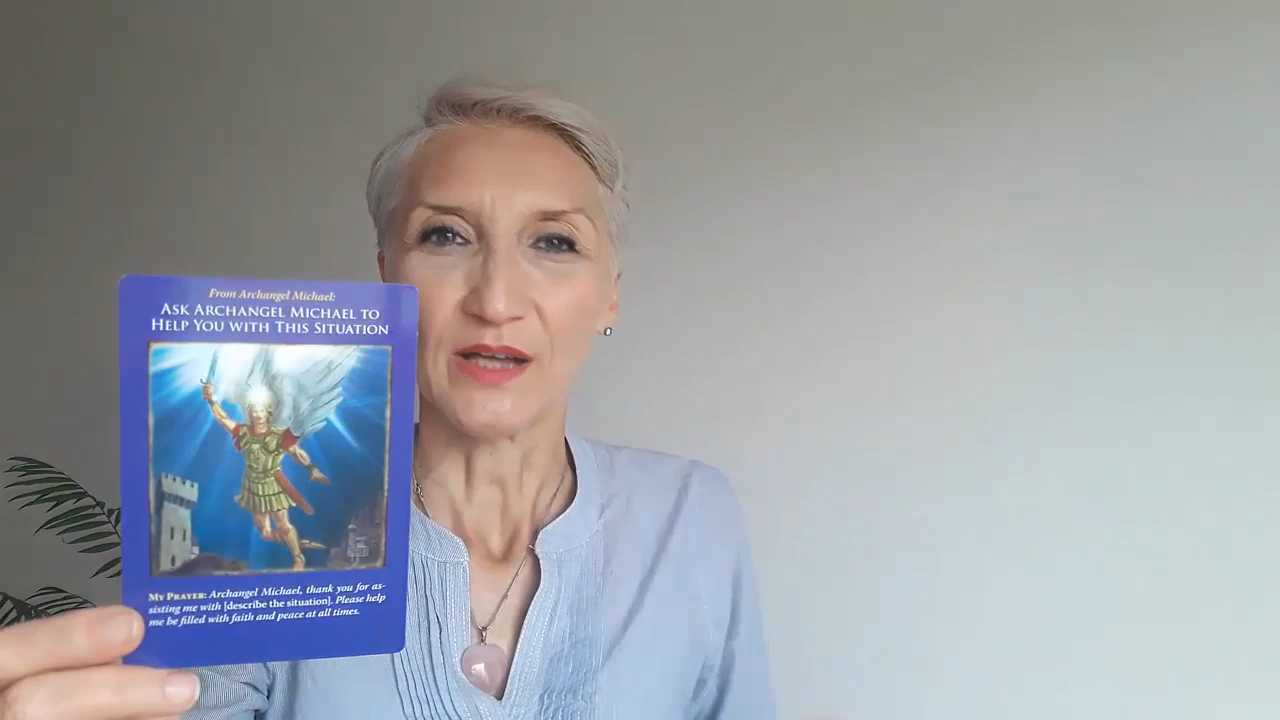 From Archangel Michael:
ASK ARCHANGEL MICHAEL TO
HELP YOU WITH THIS SITUATION
MY PRAYER: Archangel Michael, thank you for as-
sisting me with [describe the situation]. Please help
me be filled with faith and peace at all times.